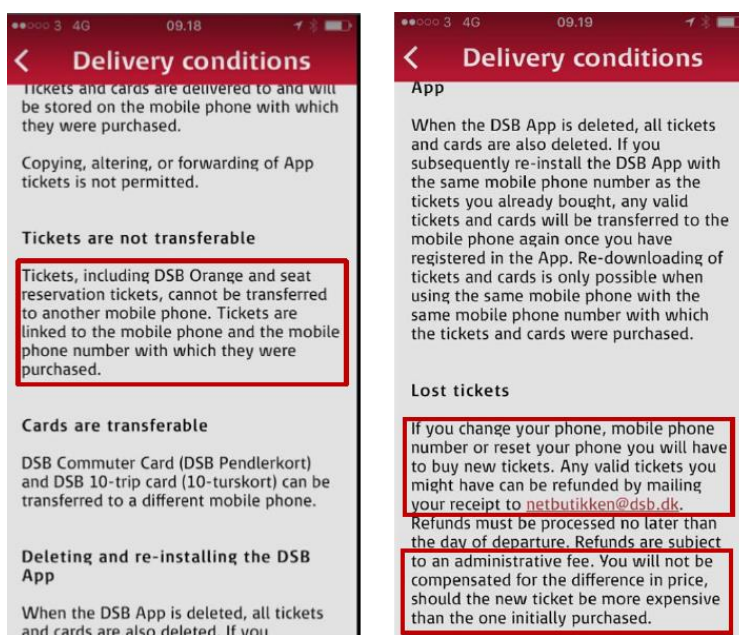 3 4G 09.18
Delivery conditions
Tickets and cards are delivered to and will
be stored on the mobile phone with which
they were purchased.
Copying, altering, or forwarding of App
tickets is not permitted.
Tickets are not transferable
Tickets, including DSB Orange and seat
reservation tickets, cannot be transferred
to another mobile phone. Tickets are
linked to the mobile phone and the mobile
phone number with which they were
purchased.
Cards are transferable
DSB Commuter Card (DSB Pendlerkort)
and DSB 10-trip card (10-turskort) can be
transferred to a different mobile phone.
Deleting and re-installing the DSB
App
When the DSB App is deleted, all tickets
and cards are also deleted. If you
3 4G 09.19
Delivery conditions
App
When the DSB App is deleted, all tickets
and cards are also deleted. If you
subsequently re-install the DSB App with
the same mobile phone number as the
tickets you already bought, any valid
tickets and cards will be transferred to the
mobile phone again once you have
registered in the App. Re-downloading of
tickets and cards is only possible when
using the same mobile phone with the
same mobile phone number with which
the tickets and cards were purchased.
Lost tickets
If you change your phone, mobile phone
number or reset your phone you will have
to buy new tickets. Any valid tickets you
might have can be refunded by mailing
your receipt to netbutikken@dsb.dk.
Refunds must be processed no later than
the day of departure. Refunds are subject
to an administrative fee. You will not be
compensated for the difference in price,
should the new ticket be more expensive
than the one initially purchased.